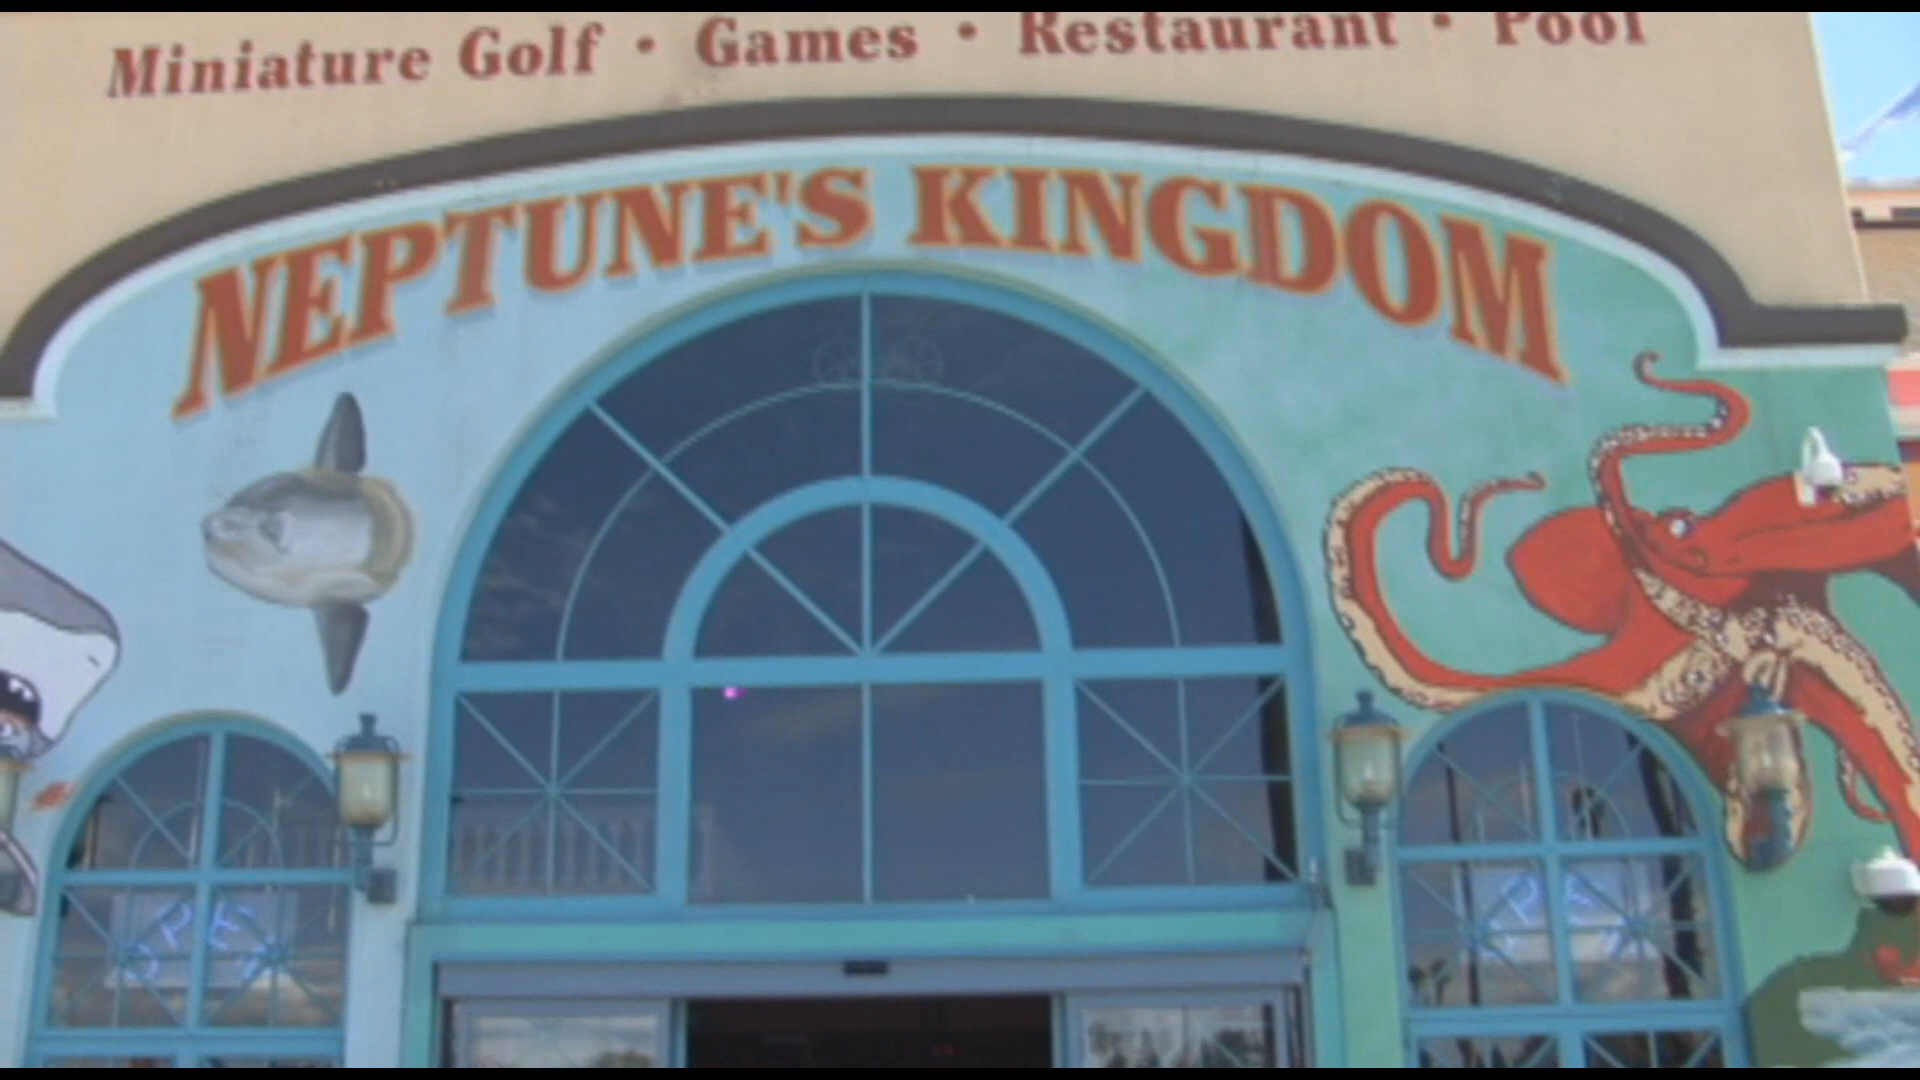 Miniature Golf • Games • Restaurant • Pool
NEPTUNE'S KINGDOM